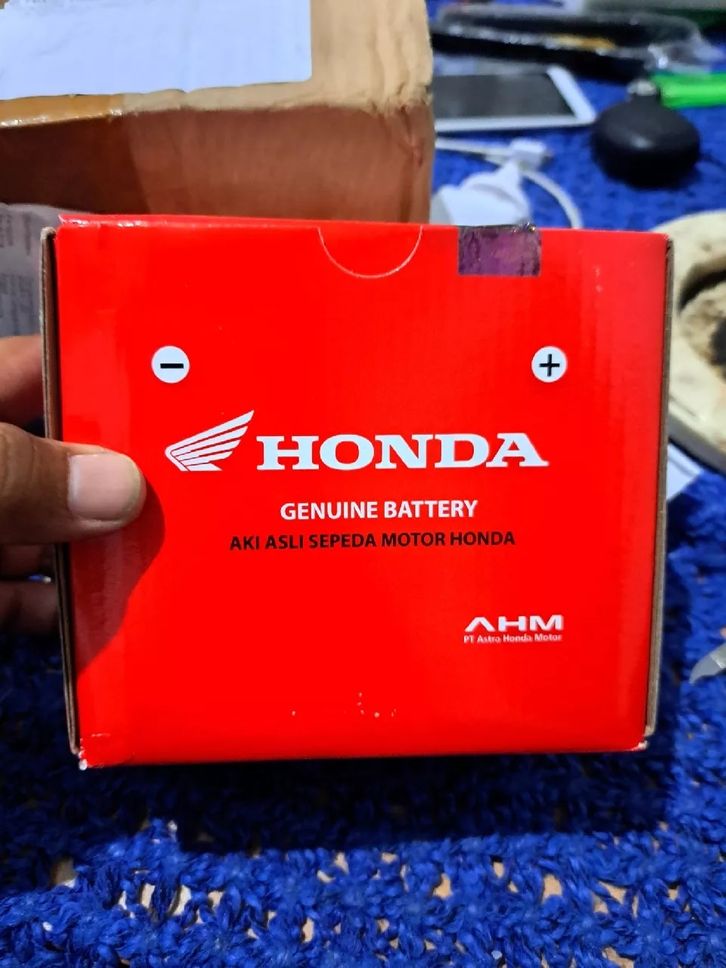 HONDA
GENUINE BATTERY
AKI ASLI SEPEDA MOTOR HONDA
AHM
PT Astra Honda Motor